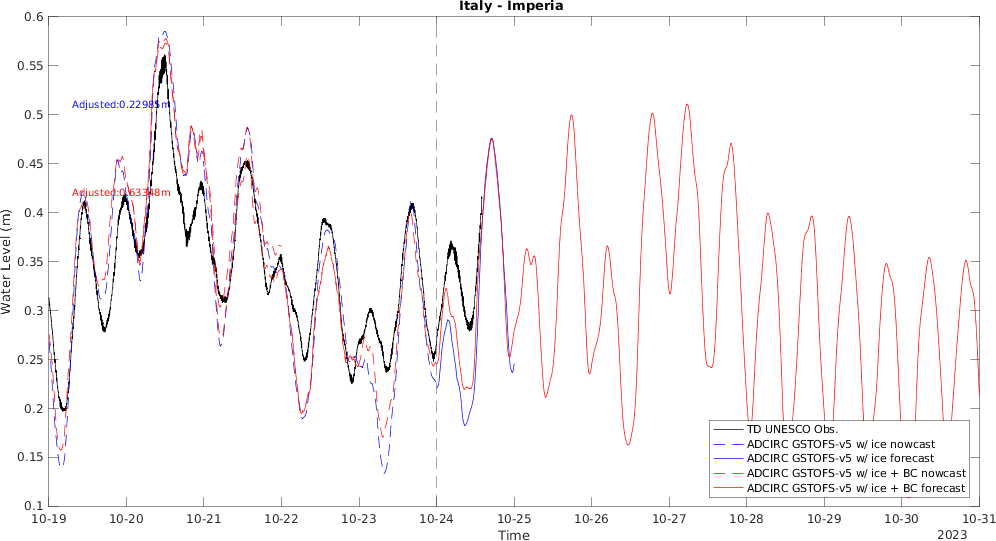 Italy - Imperia
0.6
0.55
0.5
0.45
0.4
0.35
0.3
0.25
0.2
0.15
0.1
Water Level (m)
Adjusted:0.22985m
Adjusted:0.63348m
TD UNESCO Obs.
ADCIRC GSTOFS-v5 w/ ice nowcast
ADCIRC GSTOFS-v5 w/ ice forecast
ADCIRC GSTOFS-v5 w/ ice + BC nowcast
ADCIRC GSTOFS-v5 w/ ice + BC forecast
10-19 10-20 10-21 10-22 10-23 10-24 10-25 10-26 10-27 10-28 10-29 10-30 10-31
Time
2023